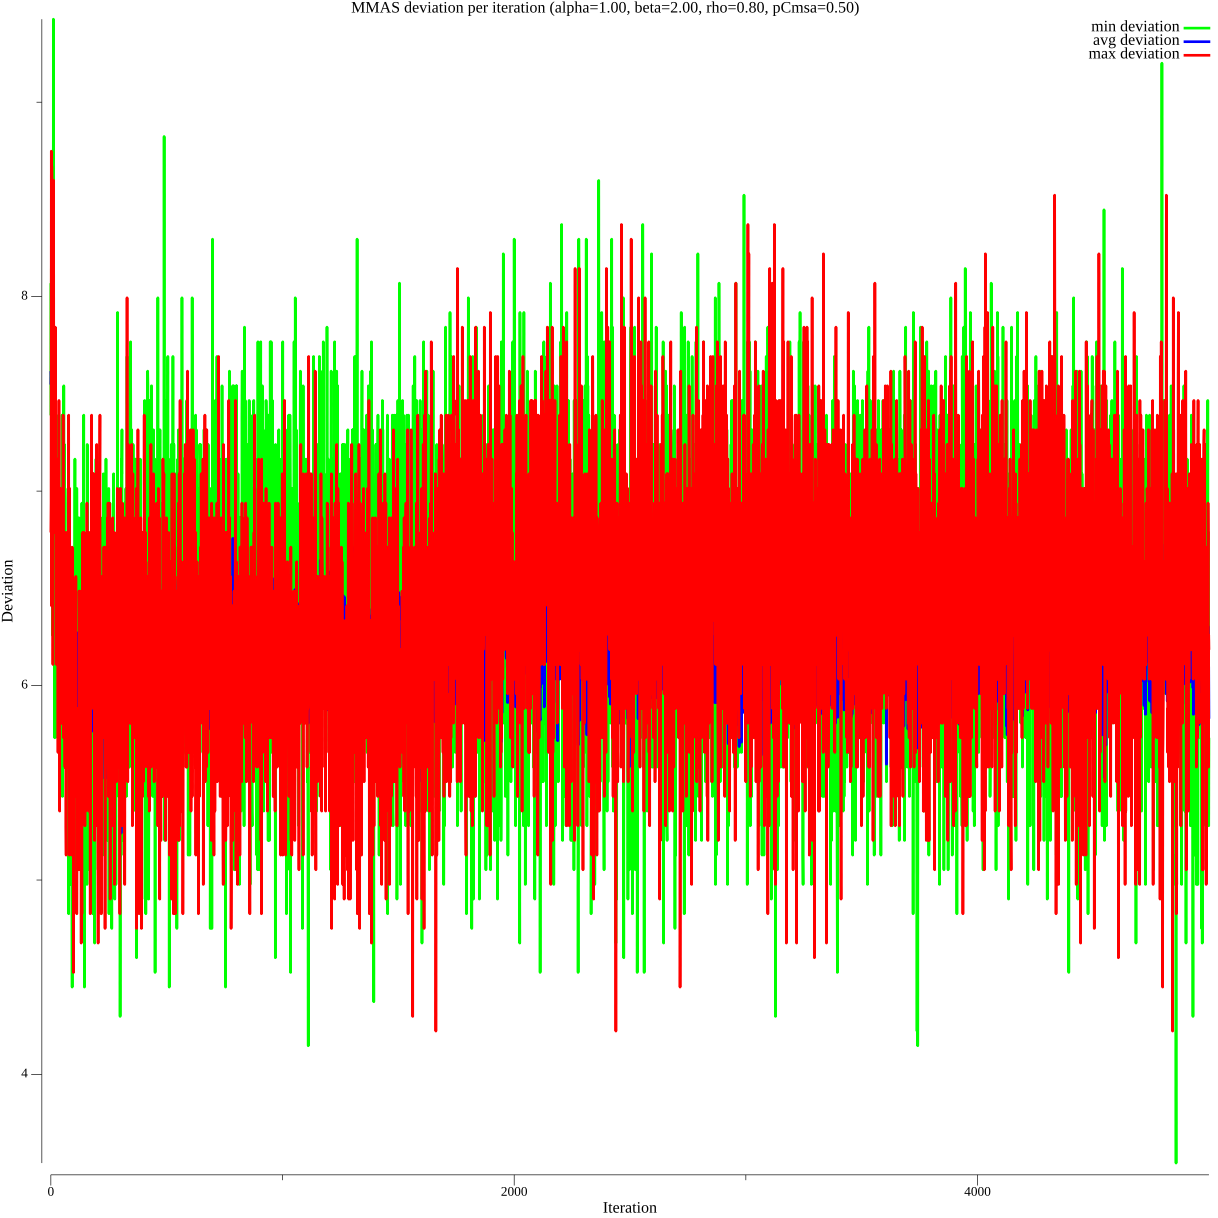 MMAS deviation per iteration (alpha=1.00, beta=2.00, rho=0.80, pCmsa=0.50)
min deviation
avg deviation
max deviation
8
6
4
Deviation
0 2000 4000
Iteration